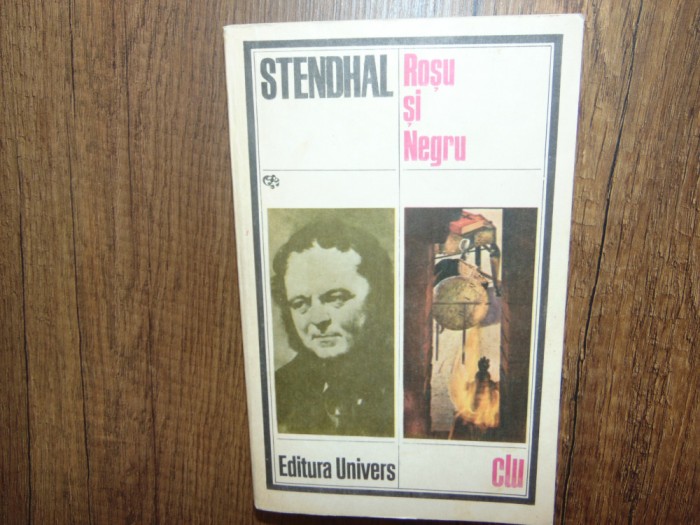 STENDHAL
Roșu
și
Negru
Editura Univers
clu